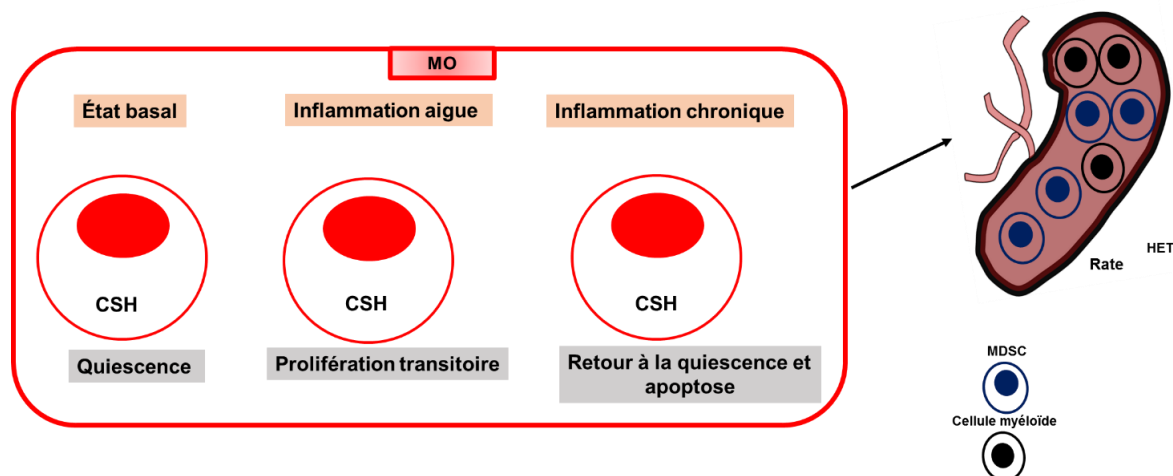 MO
État basal
Inflammation aigue
Inflammation chronique
CSH
CSH
CSH
Quiescence
Prolifération transitoire
Retour à la quiescence et
apoptose
Rate
HET
MDSC
Cellule myéloïde